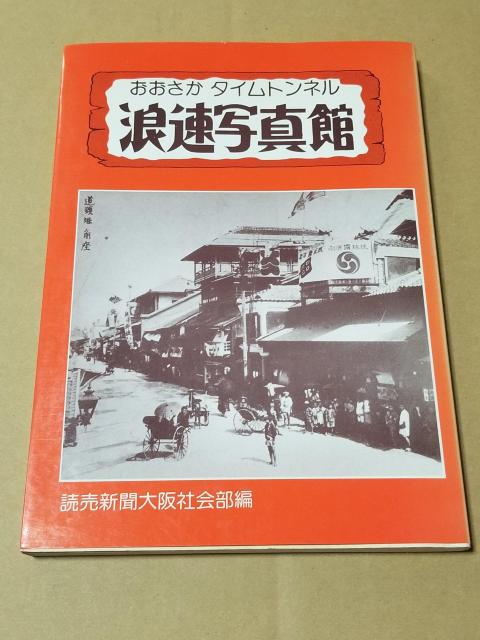 おおさか タイムトンネル
浪速写真館
道頓堀角座
読売新聞大阪社会部編